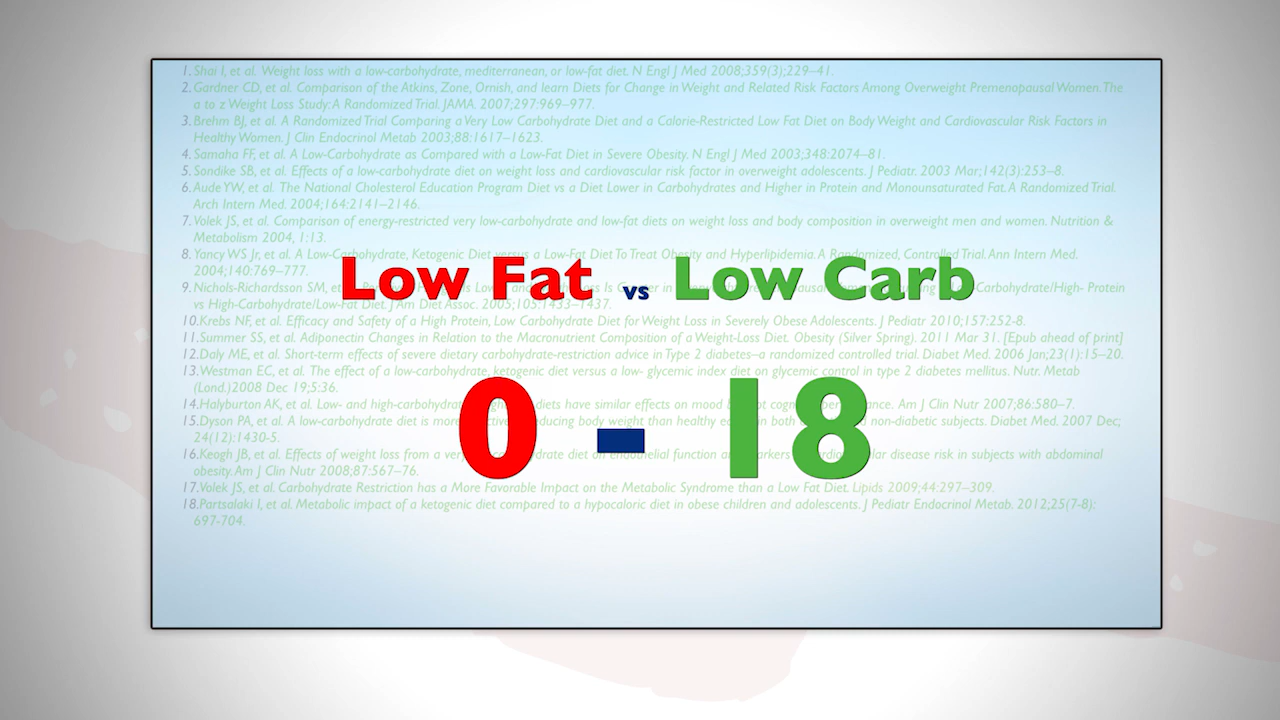 1. Shai I, et al. Weight loss with a low-carbohydrate, mediterranean, or low-fat diet. N Engl J Med 2008;359(3);229–41.
2. Gardner CD, et al. Comparison of the Atkins, Zone, Ornish, and learn Diets for Change in Weight and Related Risk Factors Among Overweight Premenopausal Women. The
a to z Weight Loss Study: A Randomized Trial. JAMA. 2007;297:969–977.
3. Brehm BJ, et al. A Randomized Trial Comparing a Very Low Carbohydrate Diet and a Calorie-Restricted Low Fat Diet on Body Weight and Cardiovascular Risk Factors in
Healthy Women. J Clin Endocrinol Metab 2003;88:1617–1623.
4. Samaha FF, et al. A Low-Carbohydrate as Compared with a Low-Fat Diet in Severe Obesity. N Engl J Med 2003;348:2074–81.
5. Sondike SB, et al. Effects of a low-carbohydrate diet on weight loss and cardiovascular risk factor in overweight adolescents. J Pediatr. 2003 Mar;142(3):253–8.
6. Aude YW, et al. The National Cholesterol Education Program Diet vs a Diet Lower in Carbohydrates and Higher in Protein and Monounsaturated Fat. A Randomized Trial.
Arch Intern Med. 2004;164:2141–2146.
7. Volek JS, et al. Comparison of energy-restricted very low-carbohydrate and low-fat diets on weight loss and body composition in overweight men and women. Nutrition &
Metabolism 2004, 1:13.
8. Yancy WS Jr, et al. A Low-Carbohydrate, Ketogenic Diet versus a Low-Fat Diet To Treat Obesity and Hyperlipidemia. A Randomized, Controlled Trial. Ann Intern Med.
2004;140:769–777.
Low Fat vs Low Carb
9. Nichols-Richardsson SM, et Is Low and Is in Carbohydrate/High- Protein
vs High-Carbohydrate/Low-Fat Diet. J Am Diet Assoc. 2005;105:1433–1437.
10. Krebs NF, et al. Efficacy and Safety of a High Protein, Low Carbohydrate Diet for Weight Loss in Severely Obese Adolescents. J Pediatr 2010;157:252-8.
11. Summer SS, et al. Adiponectin Changes in Relation to the Macronutrient Composition of a Weight-Loss Diet. Obesity (Silver Spring). 2011 Mar 31. [Epub ahead of print]
12. Daly ME, et al. Short-term effects of severe dietary carbohydrate-restriction advice in Type 2 diabetes–a randomized controlled trial. Diabet Med. 2006 Jan;23(1):15–20.
13. Westman EC, et al. The effect of a low-carbohydrate, ketogenic diet versus a low- glycemic index diet on glycemic control in type 2 diabetes mellitus. Nutr. Metab
(Lond.)2008 Dec 19;5:36.
14. Halyburton AK, et al. Low- and high-carbohydrate diets have similar effects on mood Am J Clin Nutr 2007;86:580–7.
0 - 18
15. Dyson PA, et al. A low-carbohydrate diet is more body weight than healthy in both non-diabetic subjects. Diabet Med. 2007 Dec;
24(12):1430-5.
16. Keogh JB, et al. Effects of weight loss from a diet on endothelial function disease risk in subjects with abdominal
obesity. Am J Clin Nutr 2008;87:567–76.
17. Volek JS, et al. Carbohydrate Restriction has a More Favorable Impact on the Metabolic Syndrome than a Low Fat Diet. Lipids 2009;44:297–309.
18. Partsalaki I, et al. Metabolic impact of a ketogenic diet compared to a hypocaloric diet in obese children and adolescents. J Pediatr Endocrinol Metab. 2012;25(7-8):
697-704.